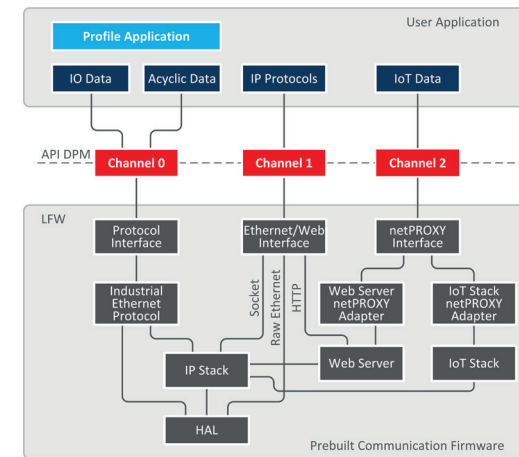 User Application
Profile Application
IO Data
Acyclic Data
IP Protocols
IoT Data
API DPM
Channel 0
Channel 1
Channel 2
LFW
Protocol
Interface
Ethernet/Web
Interface
netPROXY
Interface
Industrial
Ethernet
Protocol
Socket
Raw Ethernet
HTTP
Web Server
netPROXY
Adapter
IoT Stack
netPROXY
Adapter
IP Stack
Web Server
IoT Stack
HAL
Prebuilt Communication Firmware